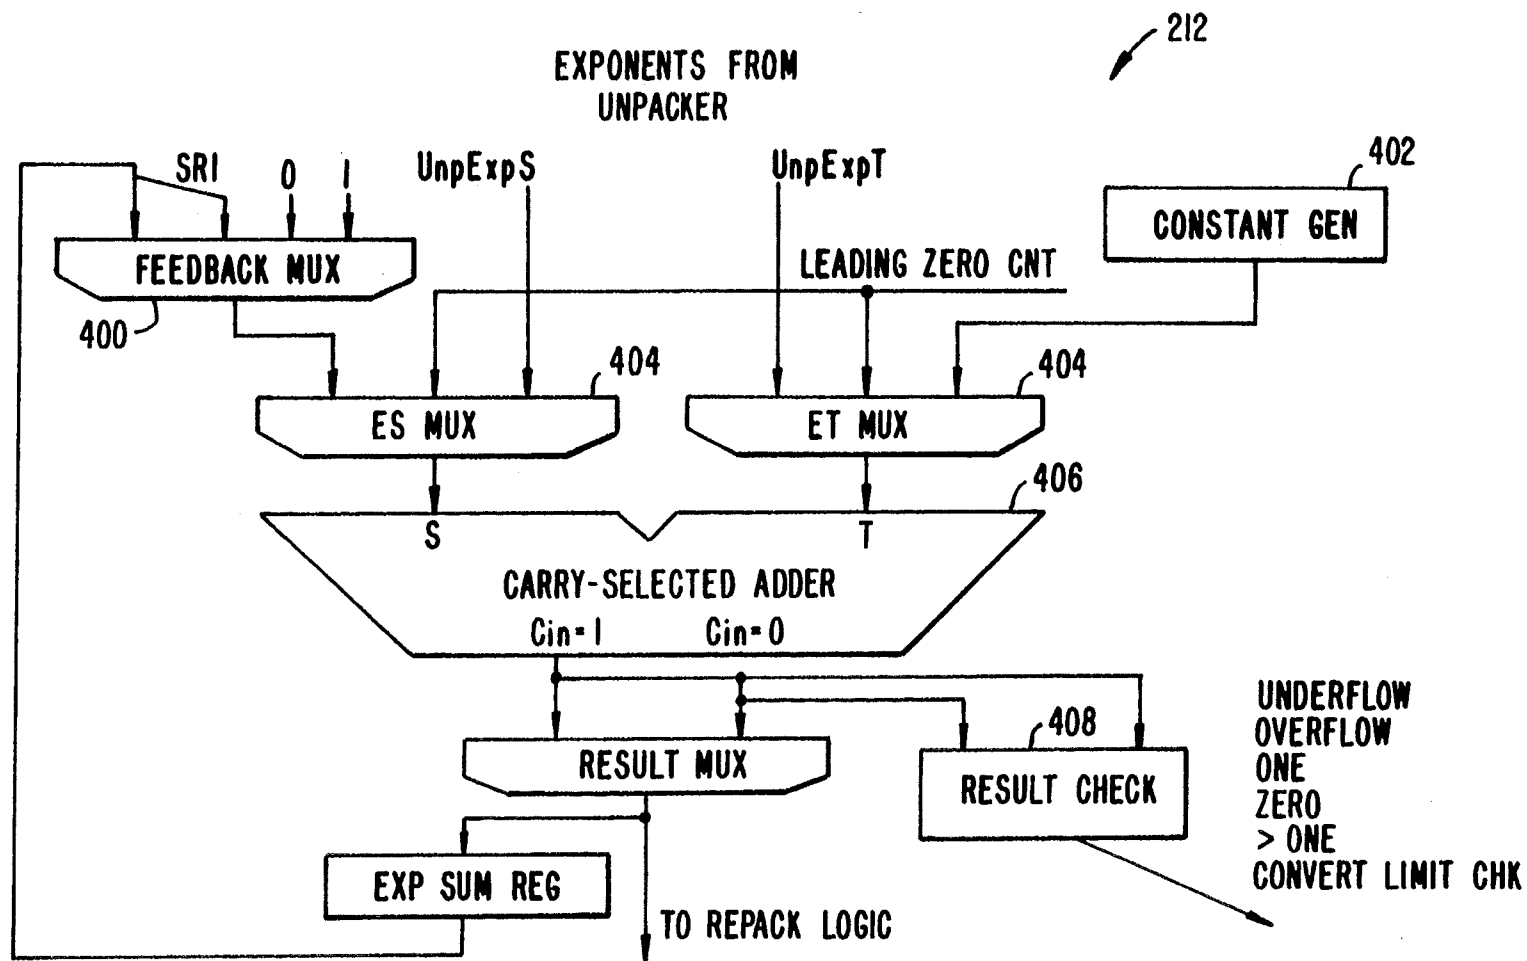 212
EXPONENTS FROM
UNPACKER
SR1 0 1
UnpExpS
UnpExpT
402
CONSTANT GEN
FEEDBACK MUX
LEADING ZERO CNT
400
404
404
ES MUX
ET MUX
406
S
T
CARRY-SELECTED ADDER
Cin=1
Cin=0
408
RESULT MUX
RESULT CHECK
UNDERFLOW
OVERFLOW
ONE
ZERO
> ONE
CONVERT LIMIT CHK
EXP SUM REG
TO REPACK LOGIC